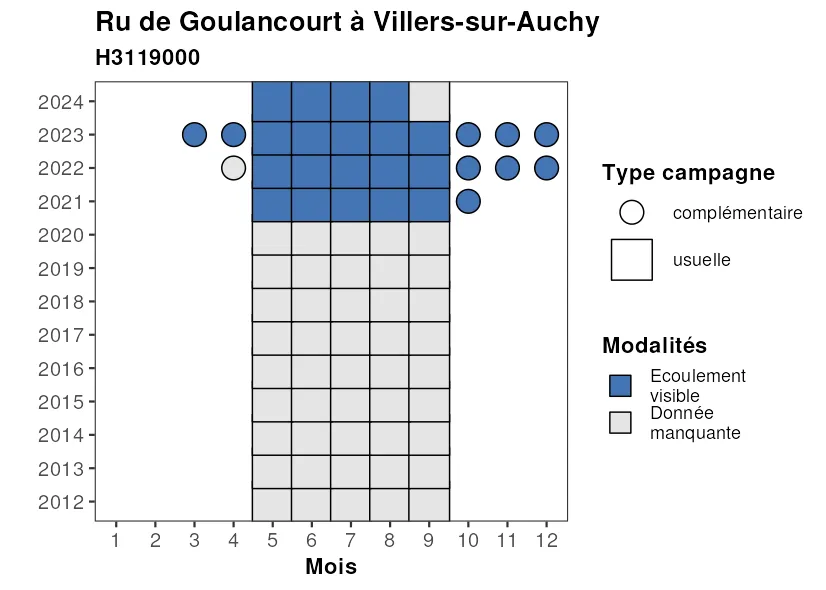 Ru de Goulancourt à Villers-sur-Auchy
H3119000
2024
2023
2022
2021
2020
2019
2018
2017
2016
2015
2014
2013
2012
1 2 3 4 5 6 7 8 9 10 11 12
Mois
Type campagne
complémentaire
usuelle
Modalités
Ecoulement
visible
Donnée
manquante